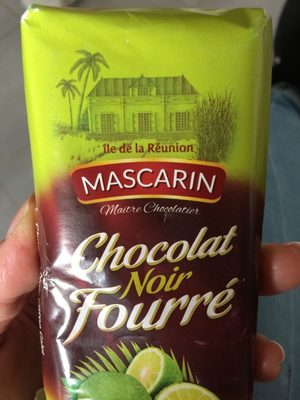 île de la Réunion
MASCARIN
Maître Chocolatier
Chocolat
Noir
Fourré